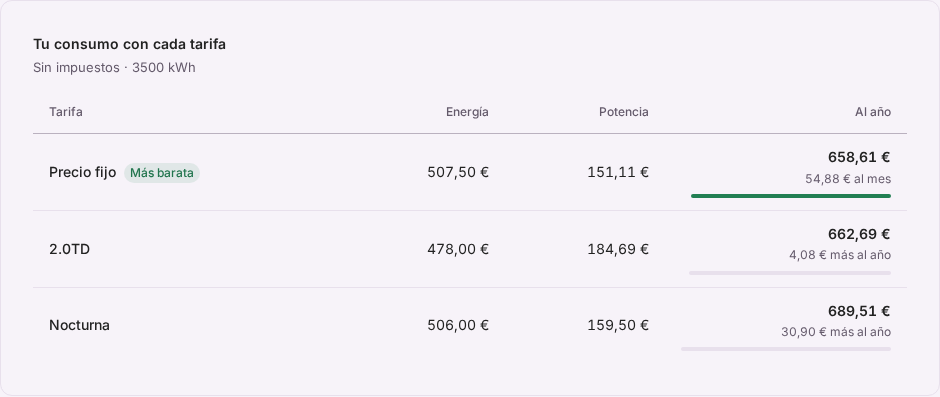 Tu consumo con cada tarifa
Sin impuestos · 3500 kWh
Tarifa Energía Potencia Al año
Precio fijo Más barata 507,50 € 151,11 € 658,61 €
54,88 € al mes
2.0TD 478,00 € 184,69 € 662,69 €
4,08 € más al año
Nocturna 506,00 € 159,50 € 689,51 €
30,90 € más al año